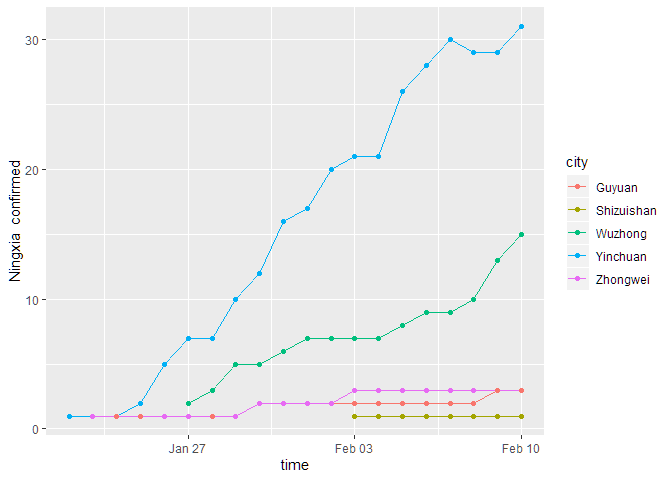 30
20
10
0
Ningxia confirmed
Jan 27
Feb 03
Feb 10
time
city
Guyuan
Shizuishan
Wuzhong
Yinchuan
Zhongwei